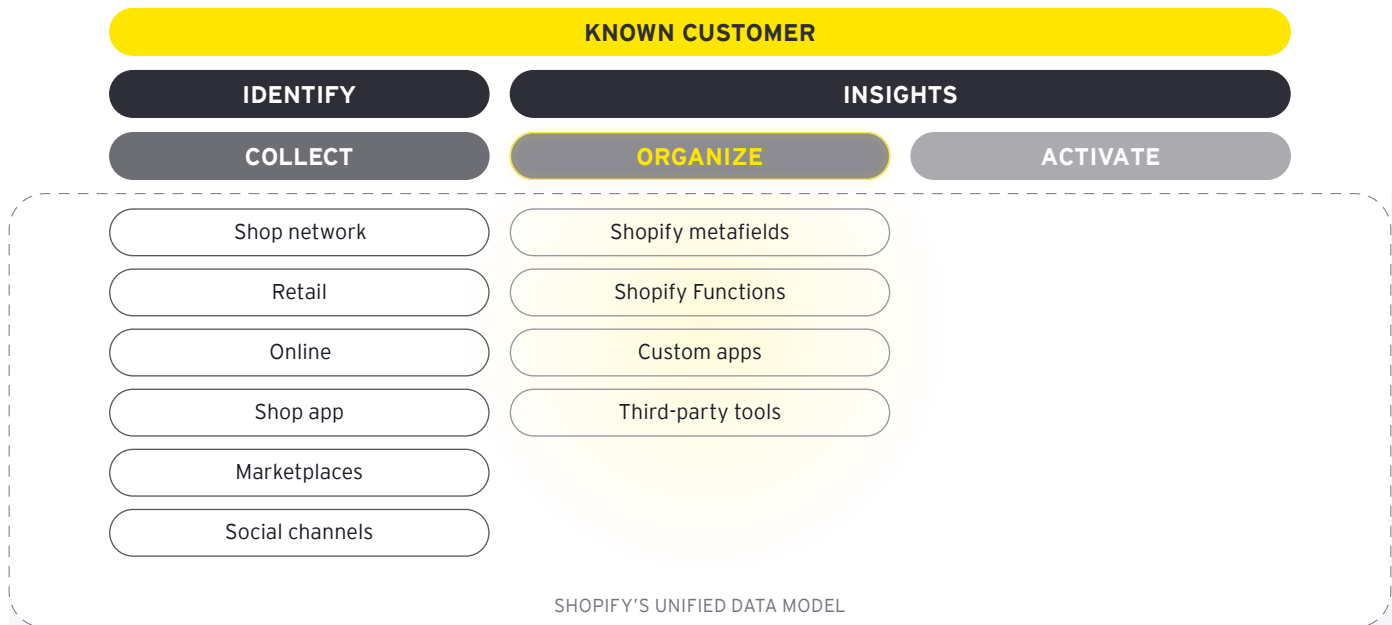 KNOWN CUSTOMER
IDENTIFY
INSIGHTS
COLLECT
ORGANIZE
ACTIVATE
Shop network
Retail
Online
Shop app
Marketplaces
Social channels
Shopify metafields
Shopify Functions
Custom apps
Third-party tools
SHOPIFY'S UNIFIED DATA MODEL